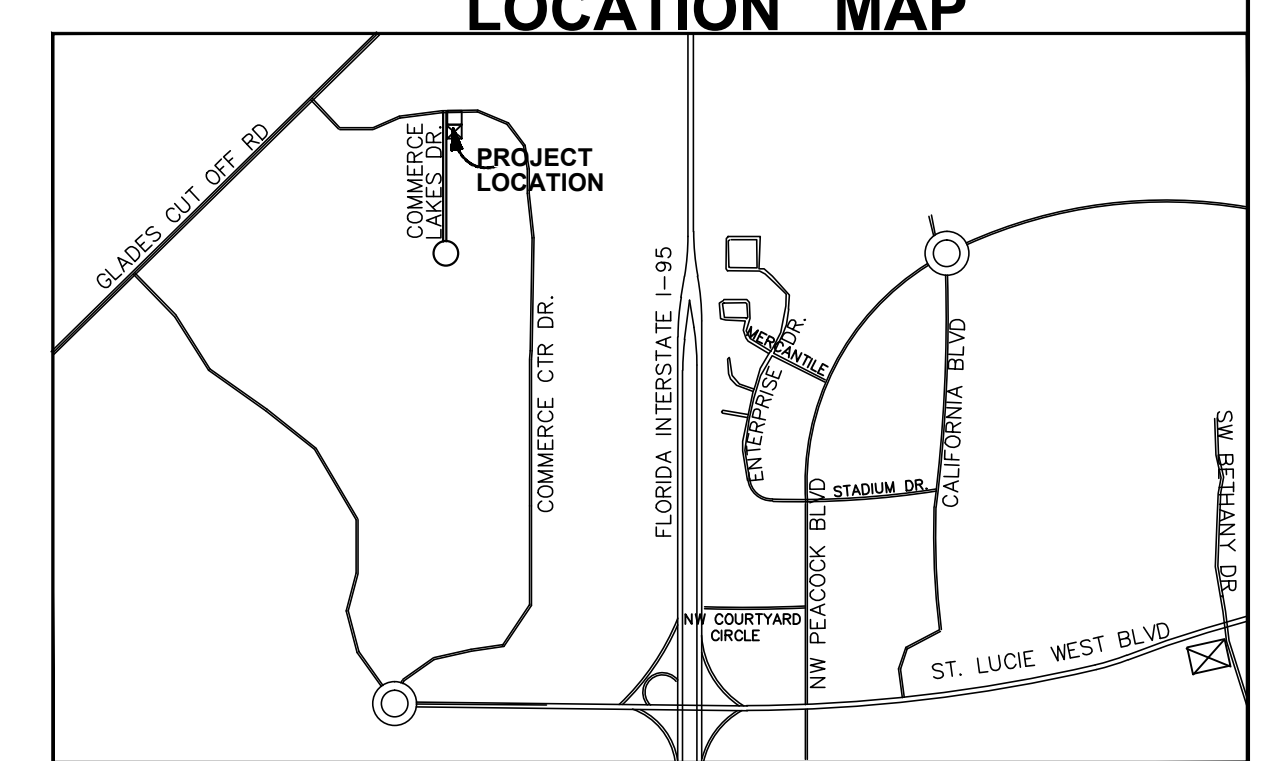 LOCATION MAP
GLADES CUT OFF RD
COMMERCE
LAKES DR.
PROJECT
LOCATION
COMMERCE CTR DR.
FLORIDA INTERSTATE I-95
MERCANTILE
ENTERPRISE DR.
STADIUM DR.
CALIFORNIA BLVD
NW PEACOCK BLVD
NW COURTYARD
CIRCLE
ST. LUCIE WEST BLVD
SW BETHANY DR